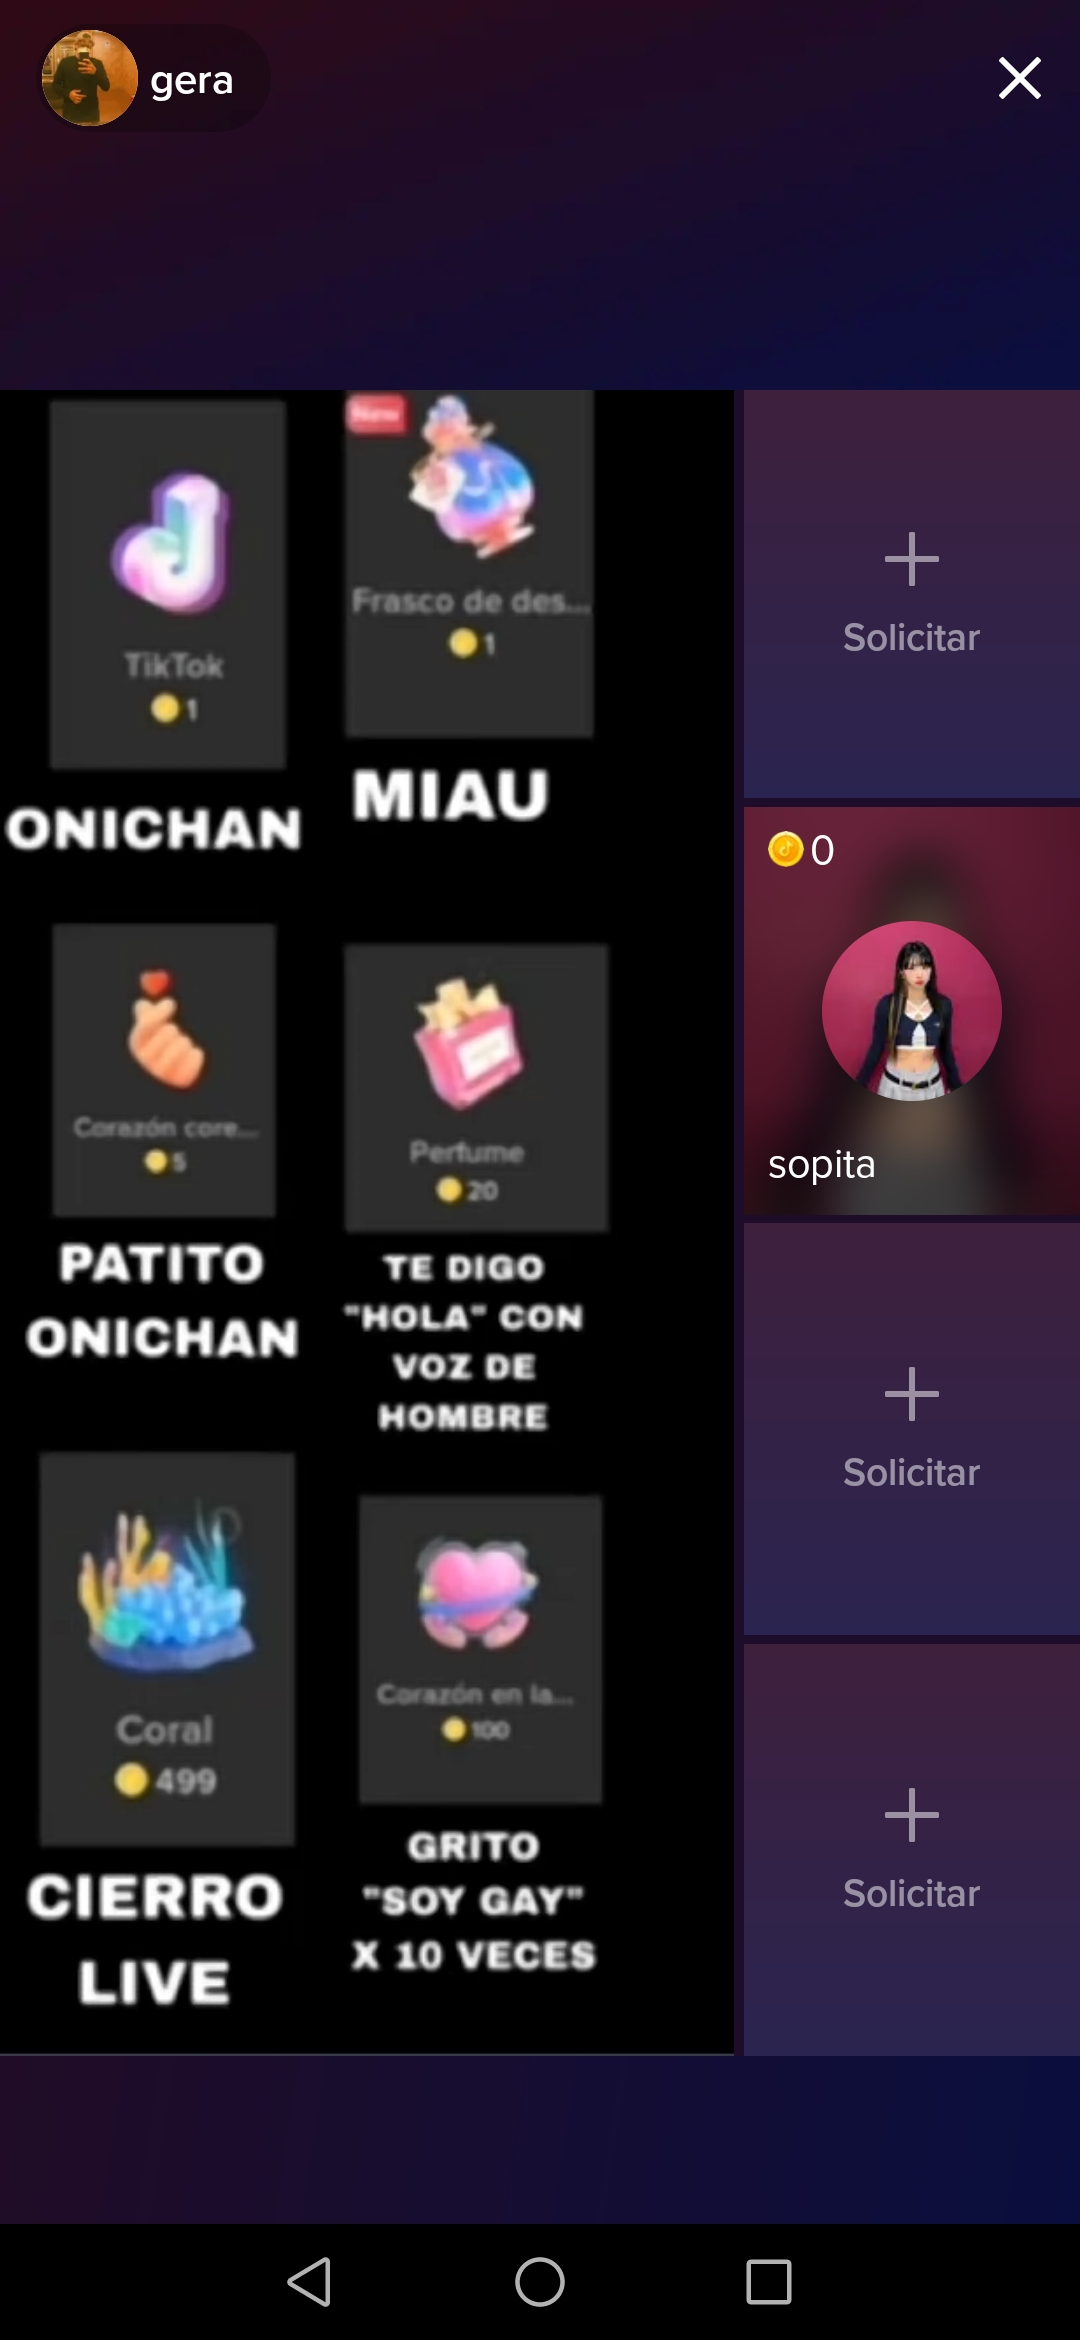 gera
New
TikTok
1
ONICHAN
Frasco de des...
1
MIAU
Corazón core...
5
PATITO
ONICHAN
Perfume
20
TE DIGO
"HOLA" CON
VOZ DE
HOMBRE
Coral
499
CIERRO
LIVE
Corazón en la...
100
GRITO
"SOY GAY"
X 10 VECES
Solicitar
0
sopita
Solicitar
Solicitar